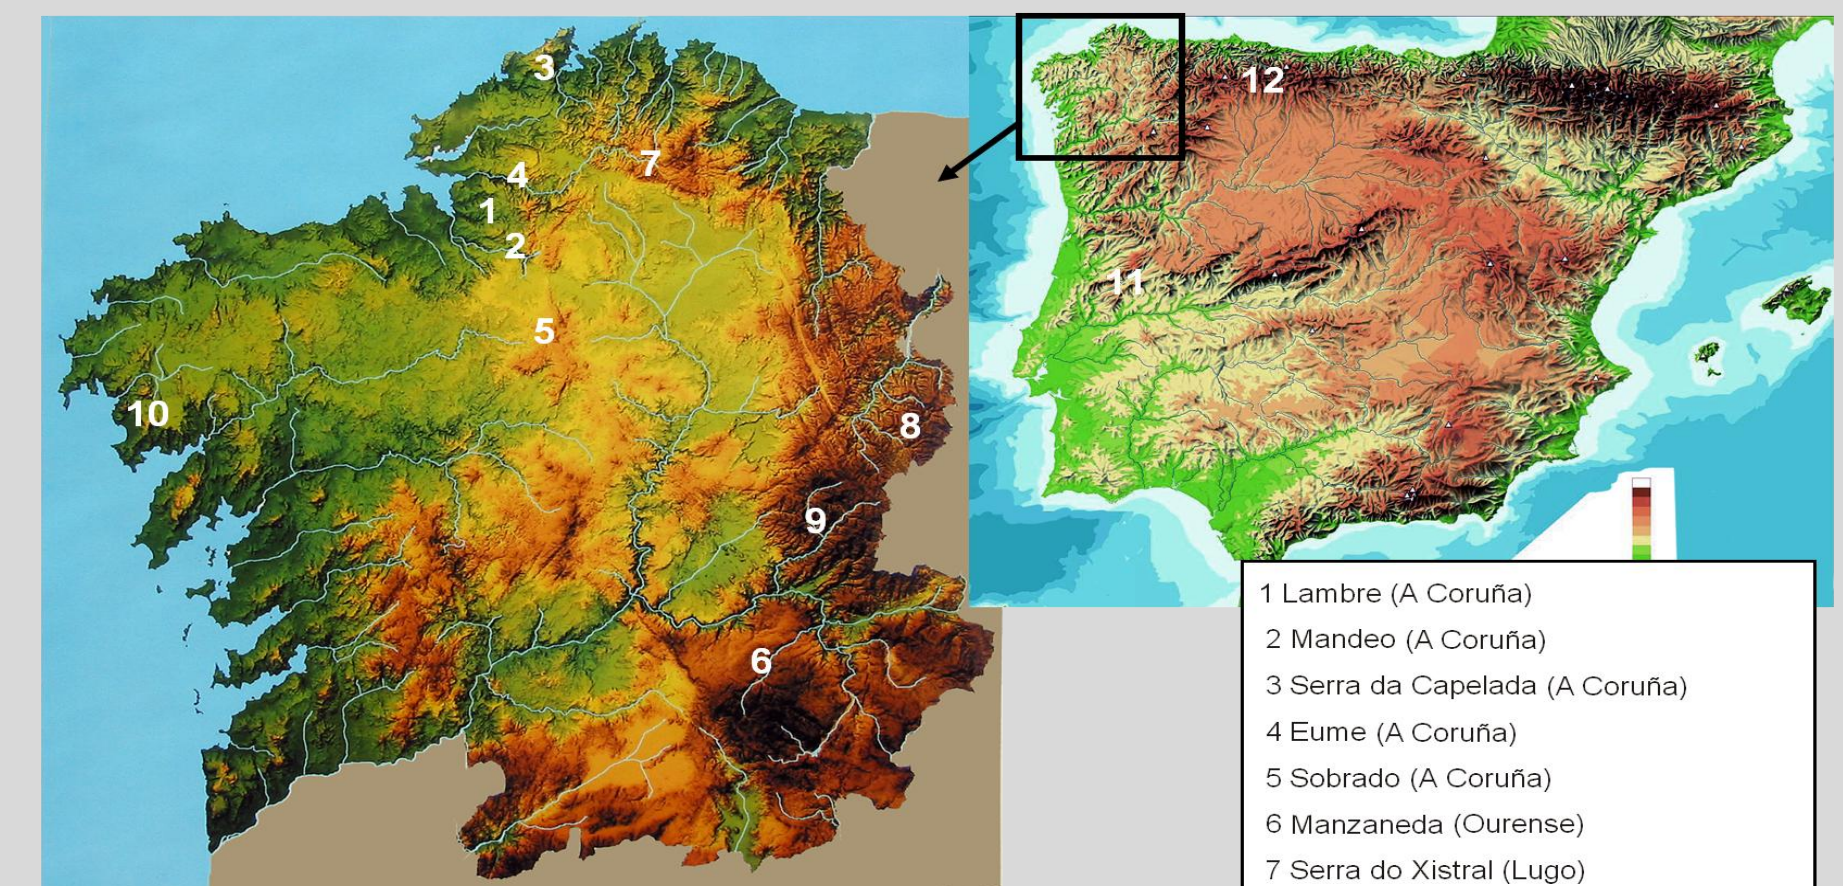 3
12
7
4
1
2
11
5
10
8
9
6
1 Lambre (A Coruña)
2 Mandeo (A Coruña)
3 Serra da Capelada (A Coruña)
4 Eume (A Coruña)
5 Sobrado (A Coruña)
6 Manzaneda (Ourense)
7 Serra do Xistral (Lugo)